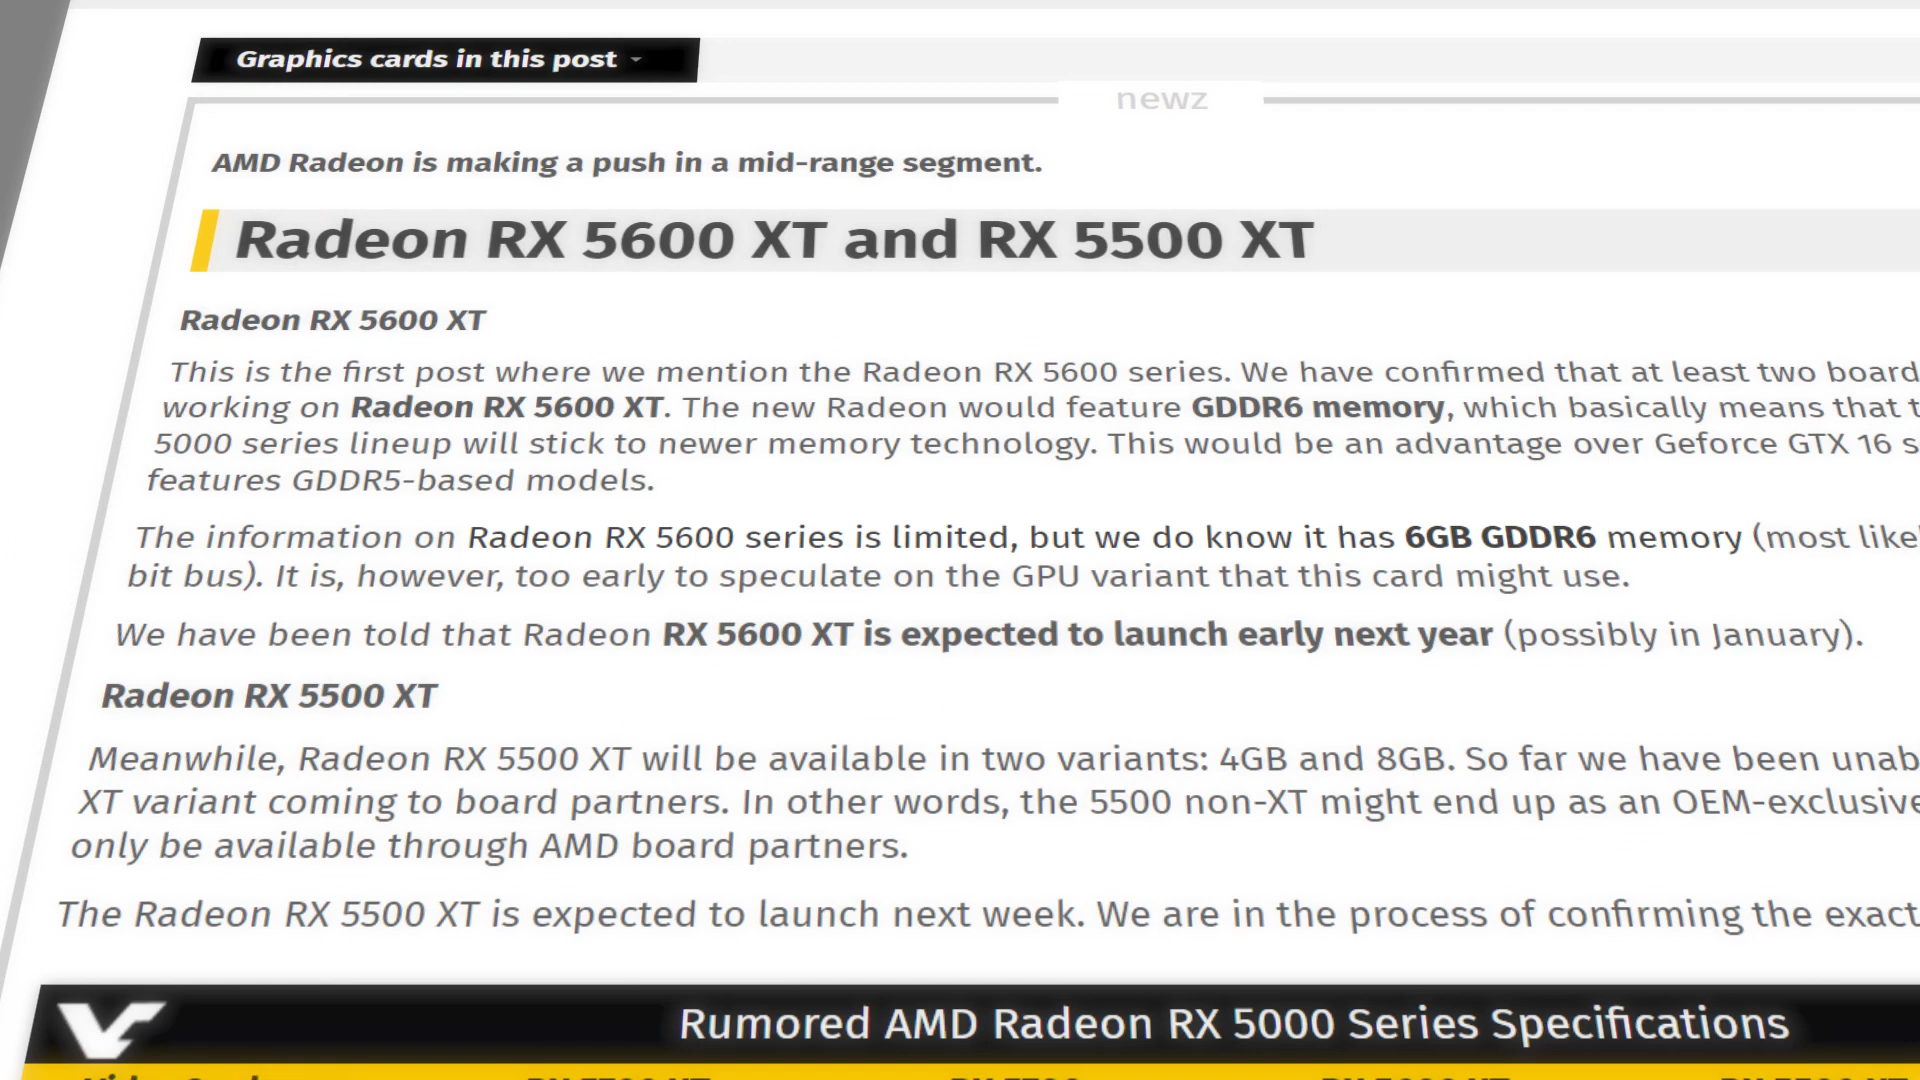 Graphics cards in this post
newz
AMD Radeon is making a push in a mid-range segment.
Radeon RX 5600 XT and RX 5500 XT
Radeon RX 5600 XT
This is the first post where we mention the Radeon RX 5600 series. We have confirmed that at least two board
working on Radeon RX 5600 XT. The new Radeon would feature GDDR6 memory, which basically means that
5000 series lineup will stick to newer memory technology. This would be an advantage over Geforce GTX 16
features GDDR5-based models.
The information on Radeon RX 5600 series is limited, but we do know it has 6GB GDDR6 memory (most
bit bus). It is, however, too early to speculate on the GPU variant that this card might use.
We have been told that Radeon RX 5600 XT is expected to launch early next year (possibly in January).
Radeon RX 5500 XT
Meanwhile, Radeon RX 5500 XT will be available in two variants: 4GB and 8GB. So far we have been
XT variant coming to board partners. In other words, the 5500 non-XT might end up as an OEM-exclusive
only be available through AMD board partners.
The Radeon RX 5500 XT is expected to launch next week. We are in the process of confirming the exact
Rumored AMD Radeon RX 5000 Series Specifications